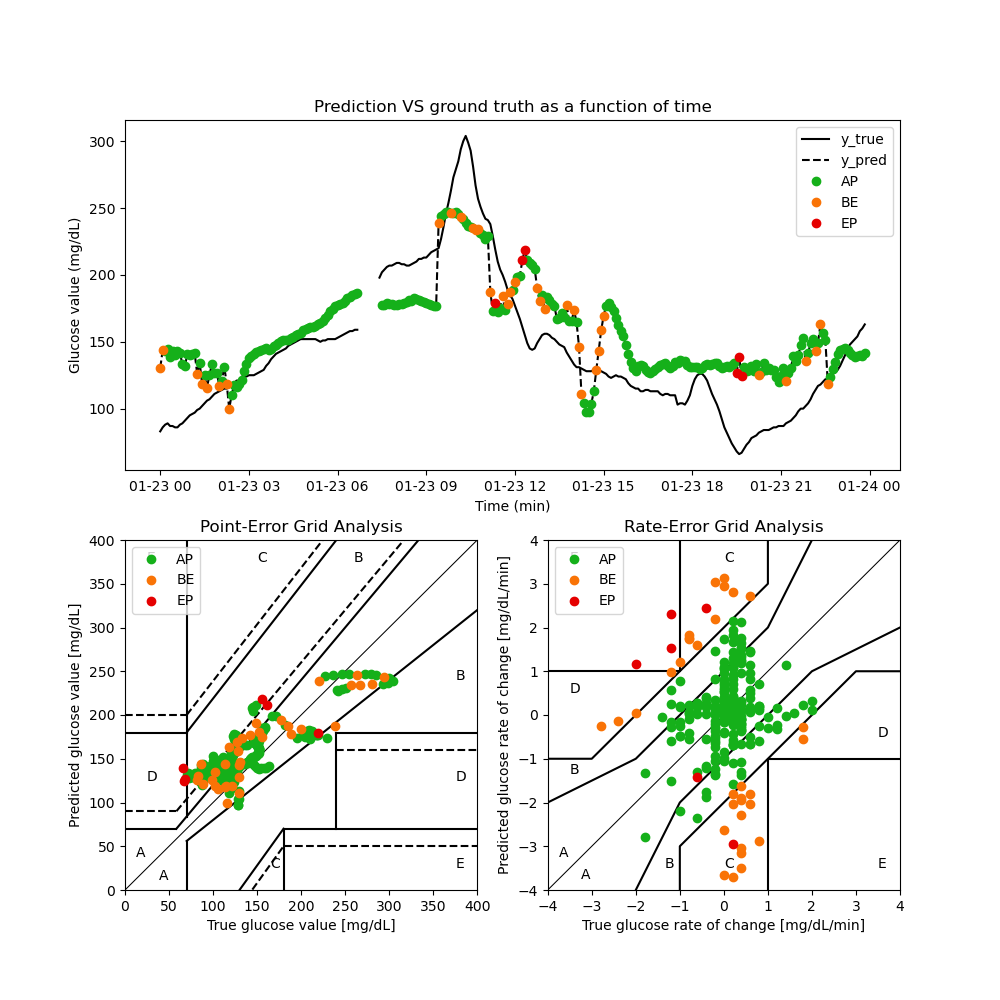 Prediction VS ground truth as a function of time
Glucose value (mg/dL)
300
250
200
150
100
y_true
y_pred
AP
BE
EP
01-23 00 01-23 03 01-23 06 01-23 09 01-23 12 01-23 15 01-23 18 01-23 21 01-24 00
Time (min)
Point-Error Grid Analysis
Predicted glucose value [mg/dL]
400
350
300
250
200
150
100
50
0
AP
BE
EP
C
B
B
D
D
A
A
C
E
0 50 100 150 200 250 300 350 400
True glucose value [mg/dL]
Rate-Error Grid Analysis
Predicted glucose rate of change [mg/dL/min]
4
3
2
1
0
−1
−2
−3
−4
AP
BE
EP
C
D
D
B
A
A
B
C
E
−4 −3 −2 −1 0 1 2 3 4
True glucose rate of change [mg/dL/min]